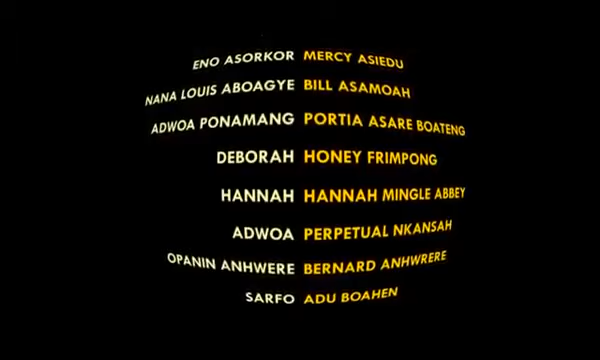 ENO ASORKOR MERCY ASIEDU
NANA LOUIS ABOAGYE BILL ASAMOAH
ADWOA PONAMANG PORTIA ASARE BOATENG
DEBORAH HONEY FRIMPONG
HANNAH HANNAH MINGLE ABBEY
ADWOA PERPETUAL NKANSAH
OPANIN ANHWERE BERNARD ANHWRERE
SARFO ADU BOAHEN